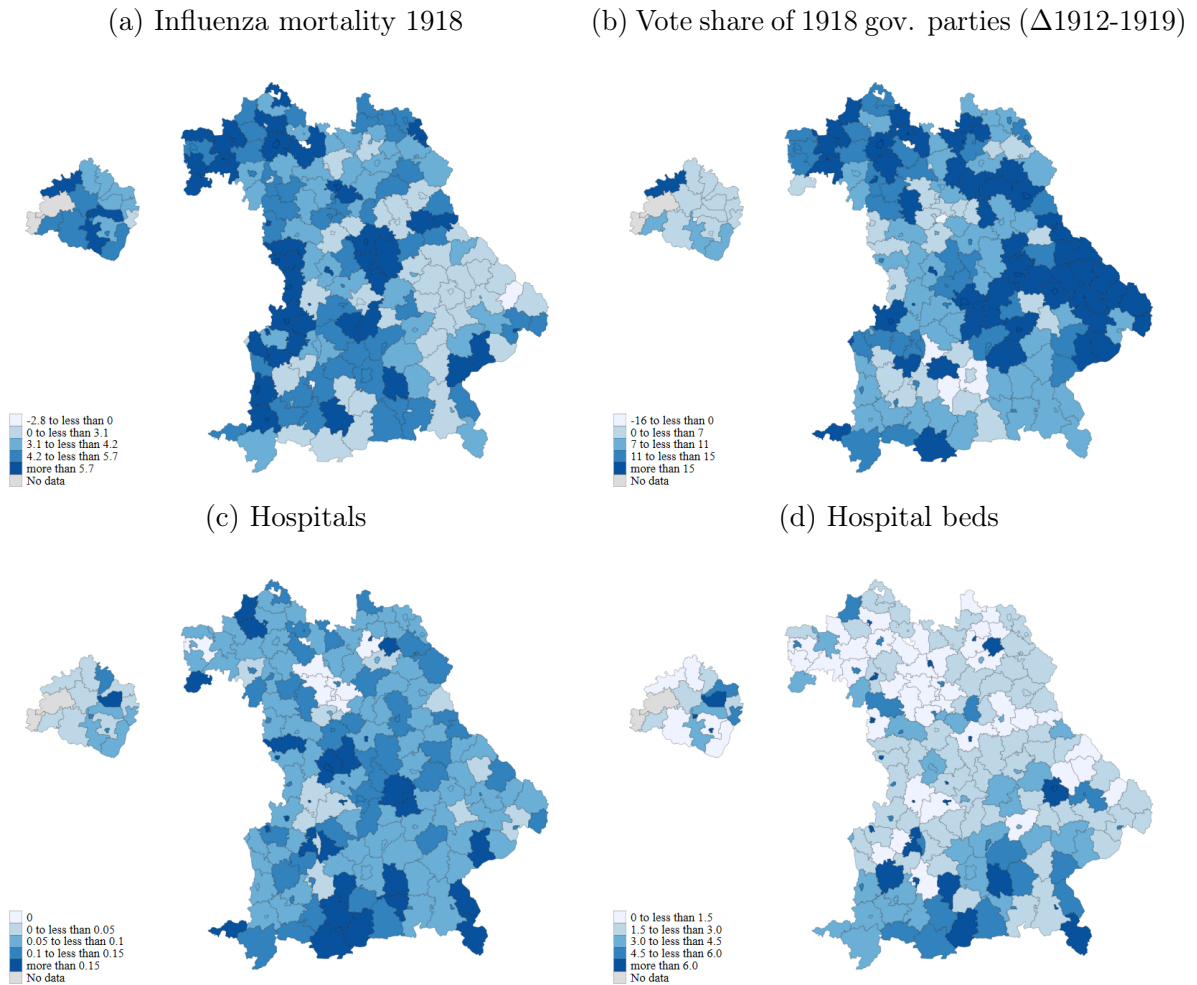 (a) Influenza mortality 1918
(b) Vote share of 1918 gov. parties (Δ1912-1919)
-2.8 to less than 0
0 to less than 3.1
3.1 to less than 4.2
4.2 to less than 5.7
more than 5.7
No data
-16 to less than 0
0 to less than 7
7 to less than 11
11 to less than 15
more than 15
No data
(c) Hospitals
(d) Hospital beds
0
0 to less than 0.05
0.05 to less than 0.1
0.1 to less than 0.15
more than 0.15
No data
0 to less than 1.5
1.5 to less than 3.0
3.0 to less than 4.5
4.5 to less than 6.0
more than 6.0
No data